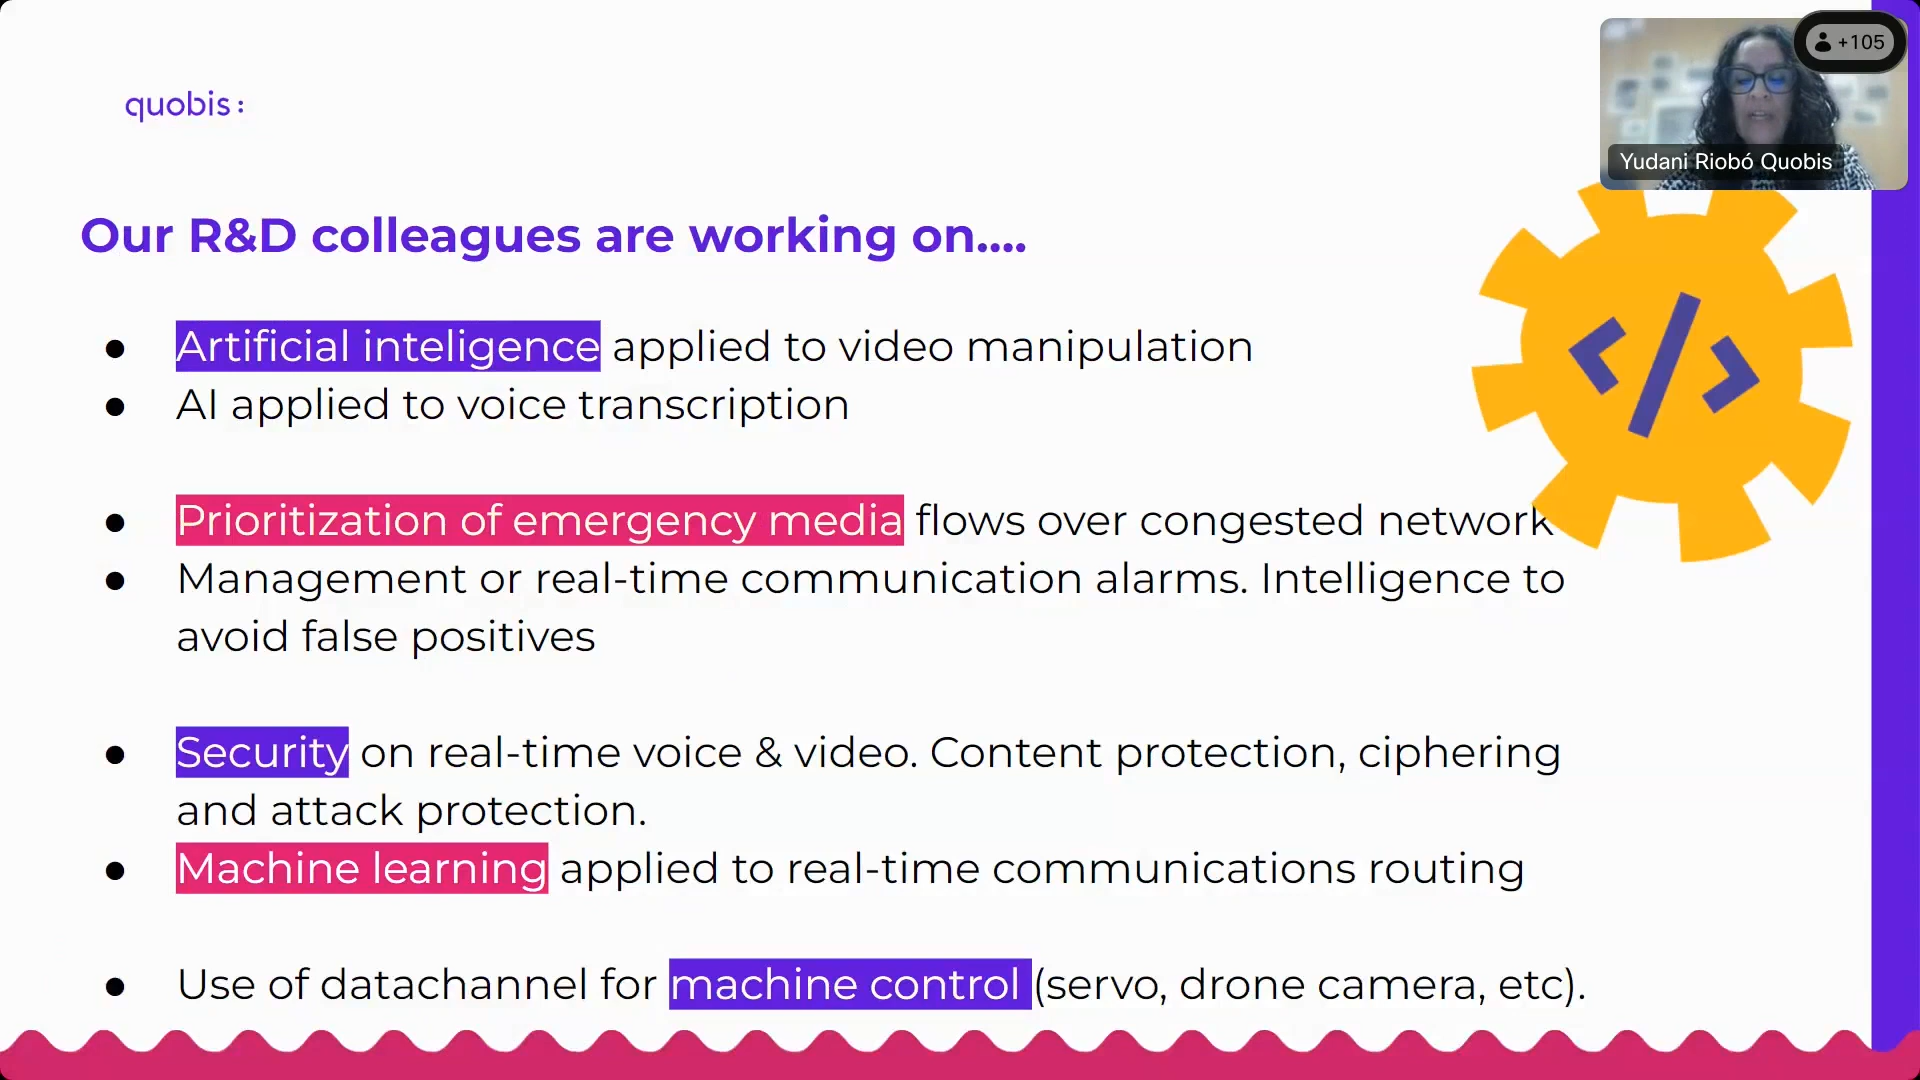 +105
quobis:
Yudani Riobó Quobis
Our R&D colleagues are working on....
● Artificial inteligence applied to video manipulation
● AI applied to voice transcription
● Prioritization of emergency media flows over congested network
● Management or real-time communication alarms. Intelligence to
avoid false positives
● Security on real-time voice & video. Content protection, ciphering
and attack protection.
● Machine learning applied to real-time communications routing
● Use of datachannel for machine control (servo, drone camera, etc).